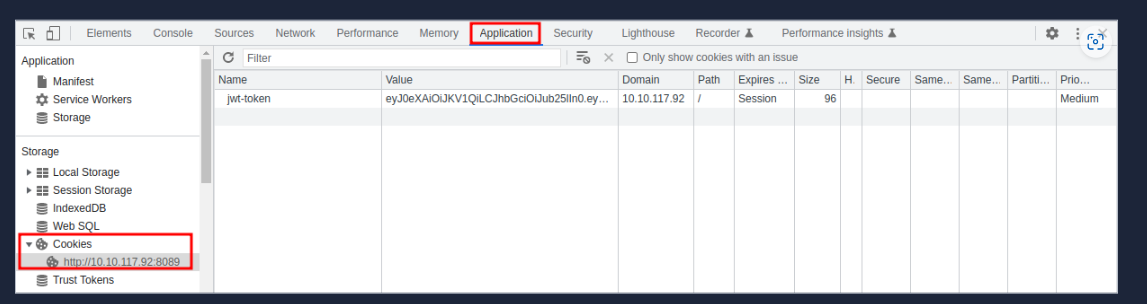 Elements Console Sources Network Performance Memory Application Security Lighthouse Recorder Performance insights
Application
Filter
Only show cookies with an issue
Manifest
Service Workers
Storage
Name Value Domain Path Expires ... Size H. Secure Same... Same... Partiti... Prio...
jwt-token eyJ0eXAiOiJKV1QiLCJhbGciOiJub25lIn0.ey... 10.10.117.92 / Session 96 Medium
Storage
Local Storage
Session Storage
IndexedDB
Web SQL
Cookies
http://10.10.117.92:8089
Trust Tokens